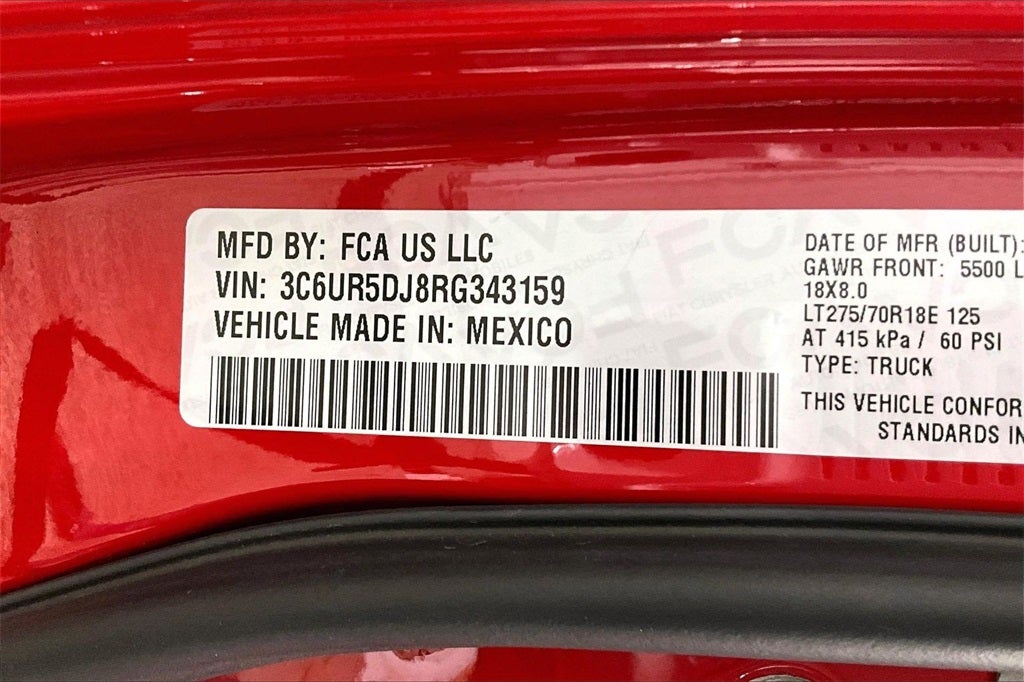 MFD BY: FCA US LLC
VIN: 3C6UR5DJ8RG343159
VEHICLE MADE IN: MEXICO
DATE OF MFR (BUILT):
GAWR FRONT: 5500 L
18X8.0
LT275/70R18E 125
AT 415 kPa / 60 PSI
TYPE: TRUCK
THIS VEHICLE CONFOR
STANDARDS IN